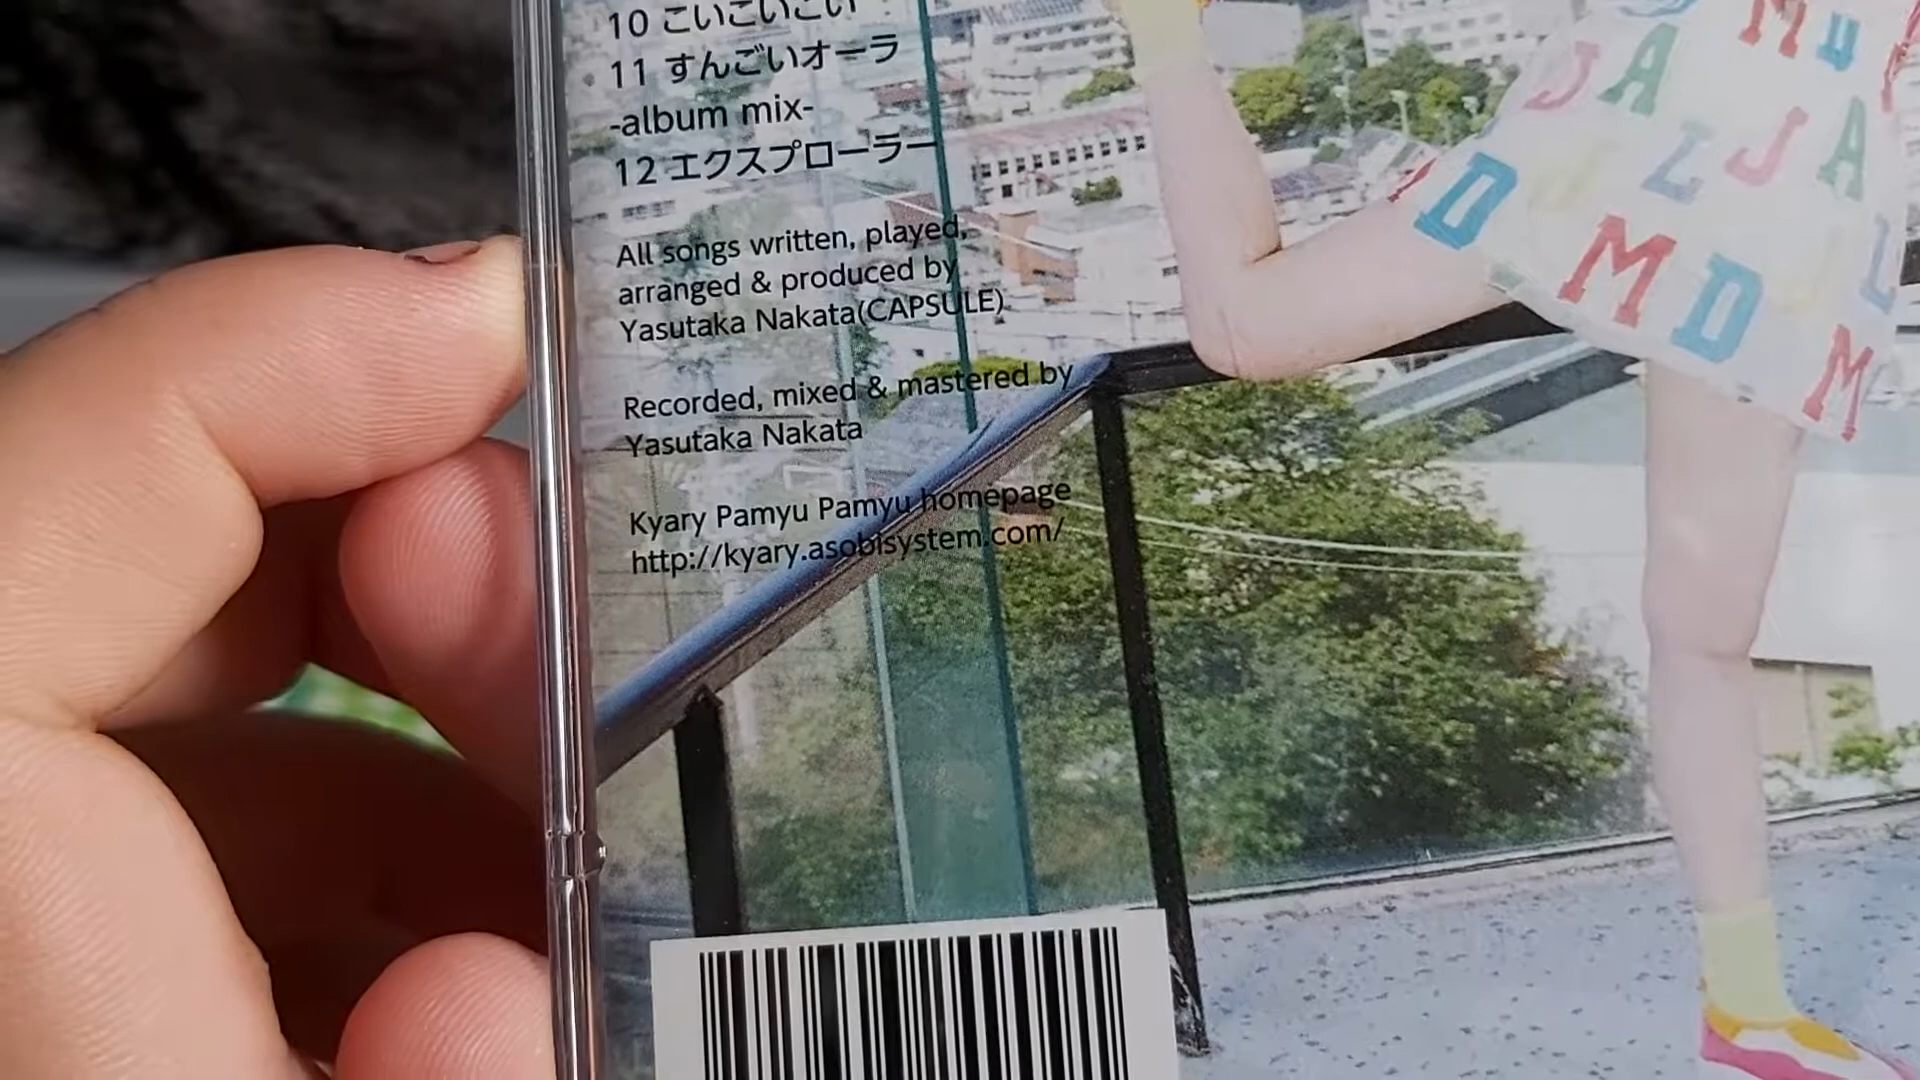 10 こいこいこい
11 すんごいオーラ
-album mix-
12 エクスプローラー
All songs written, played,
arranged & produced by
Yasutaka Nakata(CAPSULE)
Recorded, mixed & mastered by
Yasutaka Nakata
Kyary Pamyu Pamyu homepage
http://kyary.asobisystem.com/